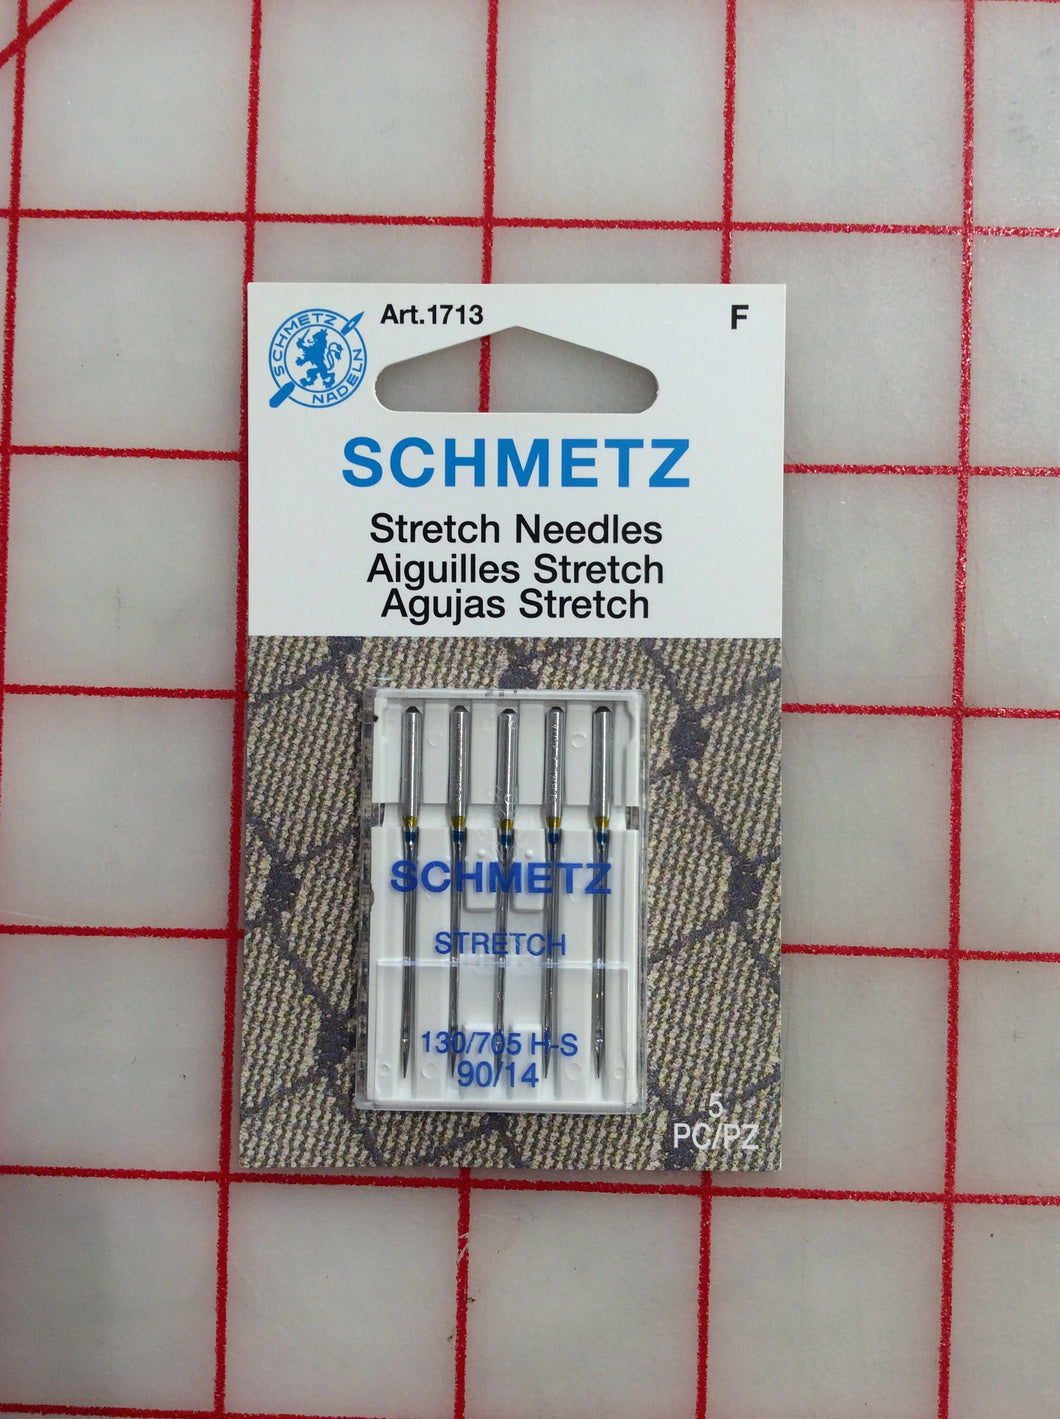 SCHMETZ
NADELN
Art.1713
F
SCHMETZ
Stretch Needles
Aiguilles Stretch
Agujas Stretch
SCHMETZ
STRETCH
130/705 H-S
90/14
5
PC/PZ